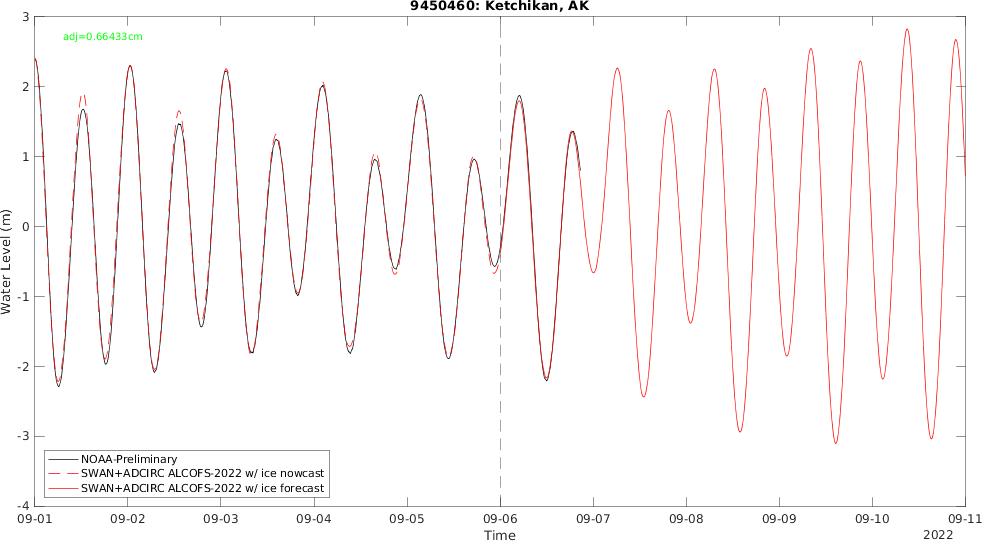 9450460: Ketchikan, AK
adj=0.66433cm
3
2
1
0
-1
-2
-3
-4
Water Level (m)
NOAA-Preliminary
SWAN+ADCIRC ALCOFS-2022 w/ ice nowcast
SWAN+ADCIRC ALCOFS-2022 w/ ice forecast
09-01 09-02 09-03 09-04 09-05 09-06 09-07 09-08 09-09 09-10 09-11
Time
2022